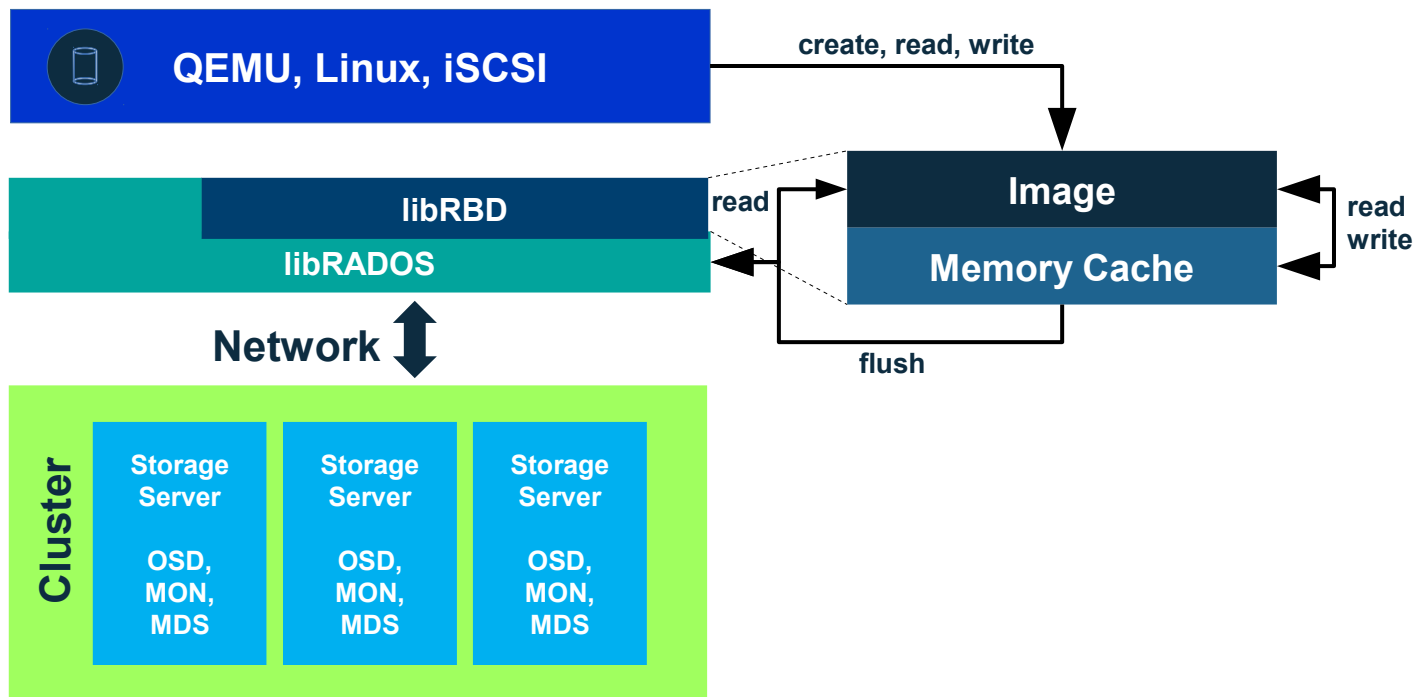 QEMU, Linux, iSCSI
create, read, write
libRBD
libRADOS
read
Image
Memory Cache
read
write
flush
Network
Cluster
Storage
Server
OSD,
MON,
MDS
Storage
Server
OSD,
MON,
MDS
Storage
Server
OSD,
MON,
MDS